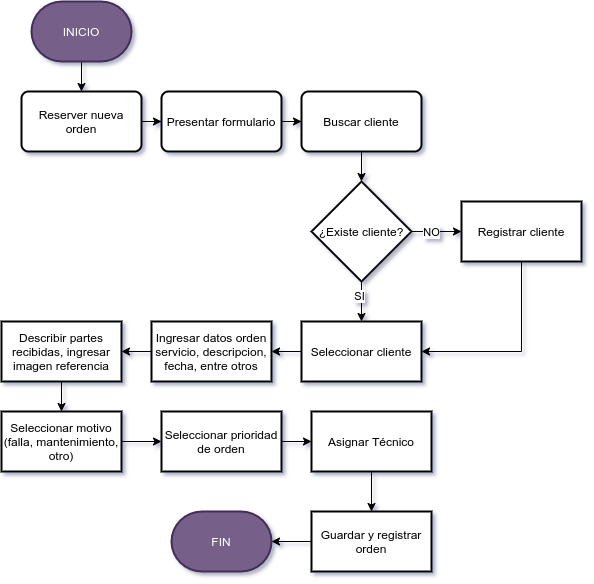 INICIO
Reserver nueva
orden
Presentar formulario
Buscar cliente
¿Existe cliente?
NO
Registrar cliente
SI
Seleccionar cliente
Ingresar datos orden
servicio, descripcion,
fecha, entre otros
Describir partes
recibidas, ingresar
imagen referencia
Seleccionar motivo
(falla, mantenimiento,
otro)
Seleccionar prioridad
de orden
Asignar Técnico
Guardar y registrar
orden
FIN